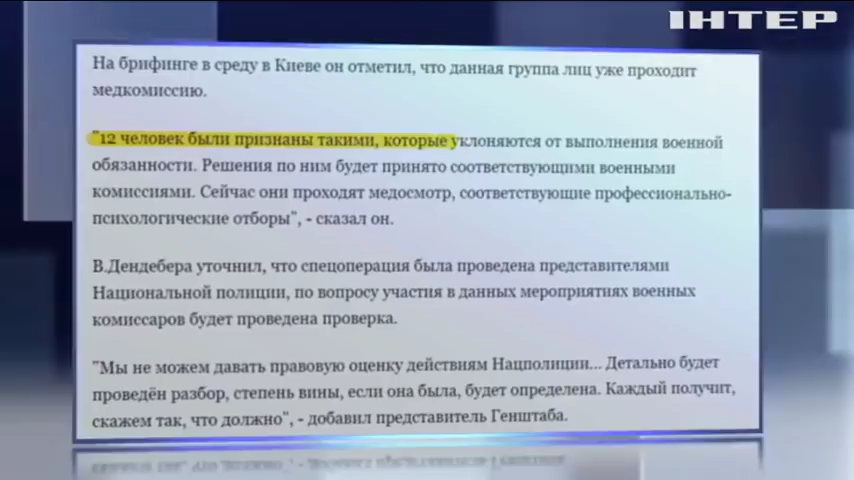 ІНТЕР
На брифинге в среду в Киеве он отметил, что данная группа лиц уже проходит
медкомиссию.
"12 человек были признаны такими, которые уклоняются от выполнения военной
обязанности. Решения по ним будет принято соответствующими военными
комиссиями. Сейчас они проходят медосмотр, соответствующие профессионально-
психологические отборы", - сказал он.
В.Дендебера уточнил, что спецоперация была проведена представителями
Национальной полиции, по вопросу участия в данных мероприятиях военных
комиссаров будет проведена проверка.
"Мы не можем давать правовую оценку действиям Нацполиции... Детально будет
проведён разбор, степень вины, если она была, будет определена. Каждый получит,
скажем так, что должно", - добавил представитель Генштаба.